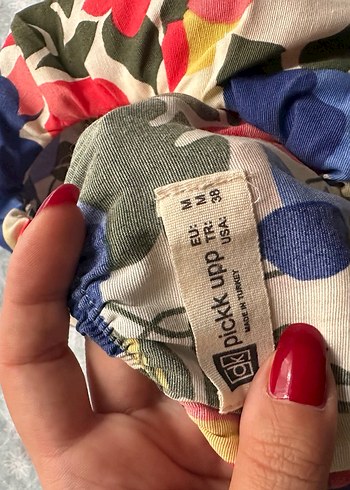 pickk upp
MADE IN TURKEY
EU: M
TR: M
USA: 38